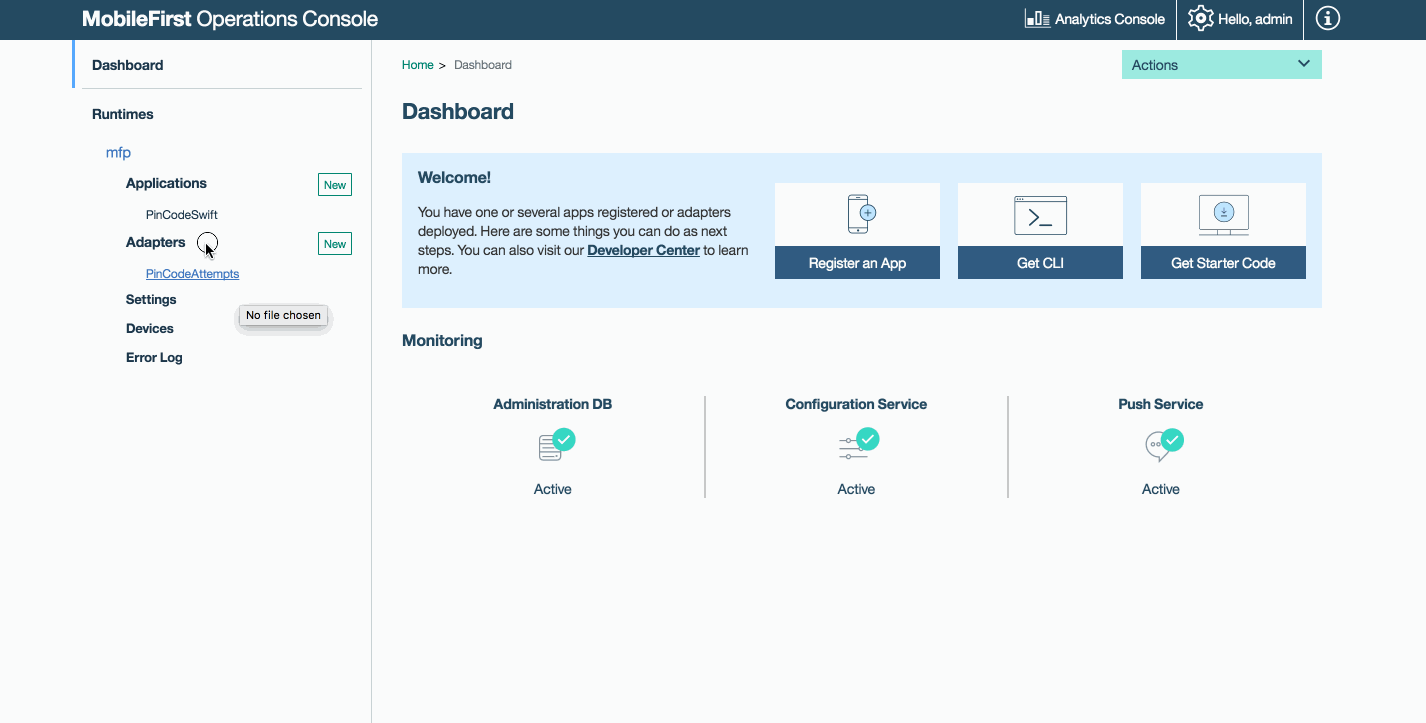 MobileFirst Operations Console
Analytics Console
Hello, admin
Dashboard
Runtimes
mfp
Applications
New
PinCodeSwift
Adapters
New
PinCodeAttempts
Settings
No file chosen
Devices
Error Log
Home > Dashboard
Actions
Dashboard
Welcome!
You have one or several apps registered or adapters
deployed. Here are some things you can do as next
steps. You can also visit our Developer Center to learn
more.
Register an App
Get CLI
Get Starter Code
Monitoring
Administration DB
Active
Configuration Service
Active
Push Service
Active